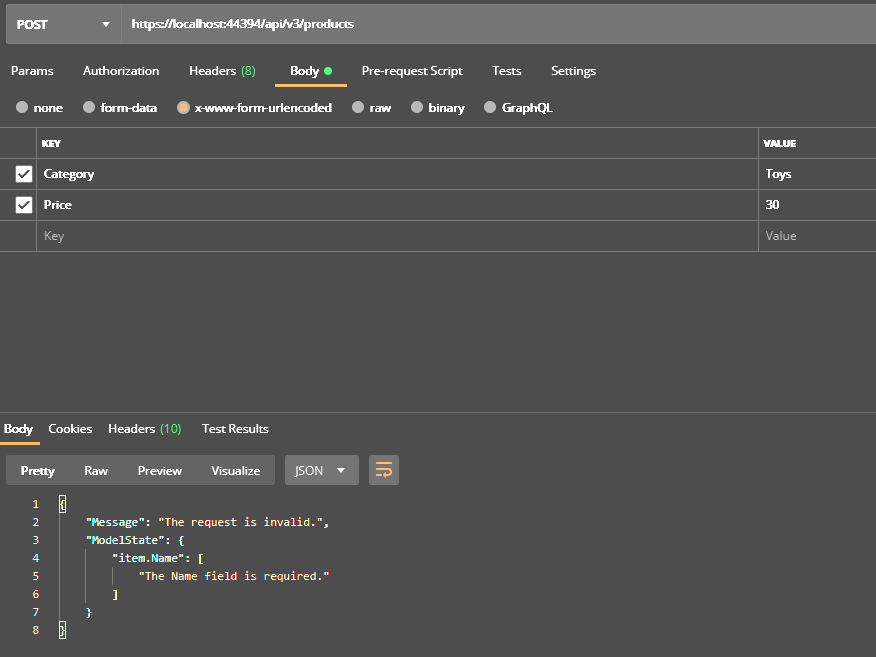 POST https://localhost:44394/api/v3/products
Params Authorization Headers (8) Body Pre-request Script Tests Settings
none form-data x-www-form-urlencoded raw binary GraphQL
KEY VALUE
Category Toys
Price 30
Key Value
Body Cookies Headers (10) Test Results
Pretty Raw Preview Visualize JSON
1 {
2 "Message": "The request is invalid.",
3 "ModelState": {
4 "item.Name": [
5 "The Name field is required."
6 ]
7 }
8 }